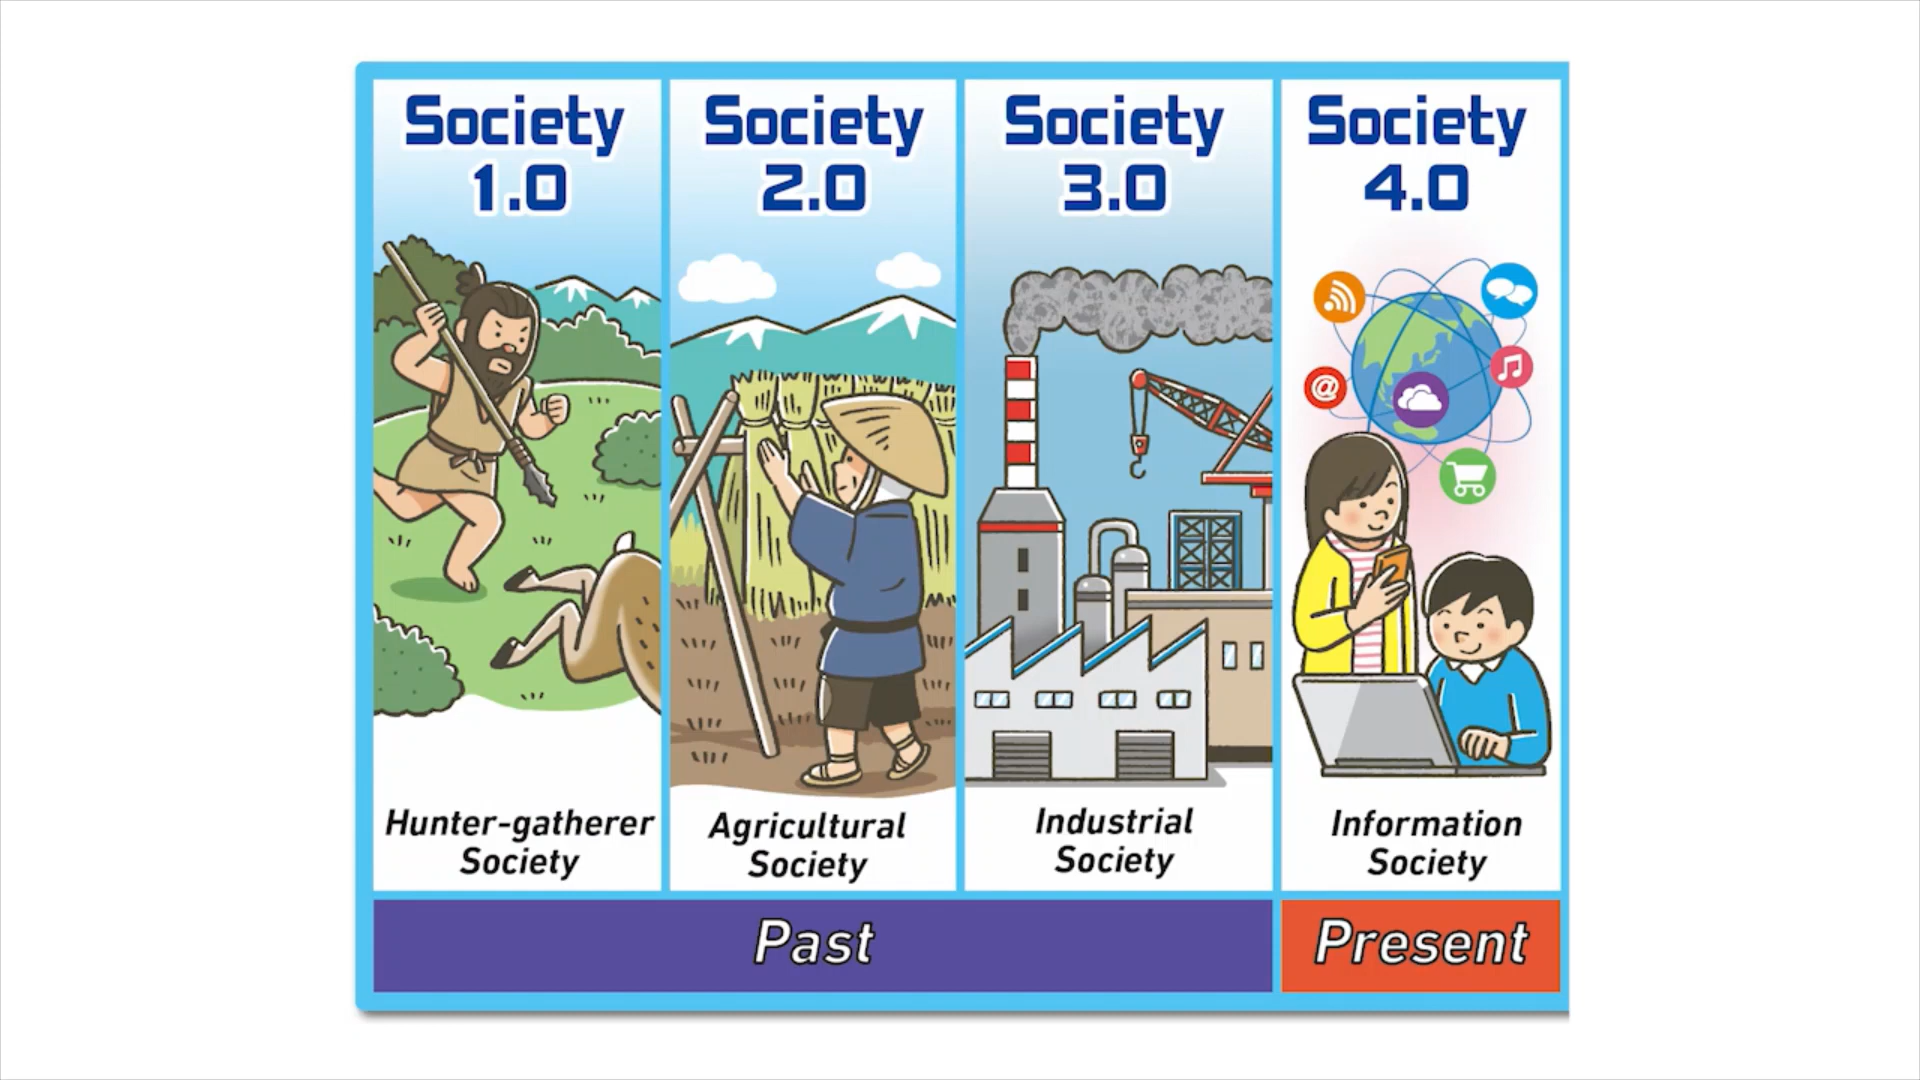 Society
1.0
Society
2.0
Society
3.0
Society
4.0
@
Hunter-gatherer
Society
Agricultural
Society
Industrial
Society
Information
Society
Past
Present